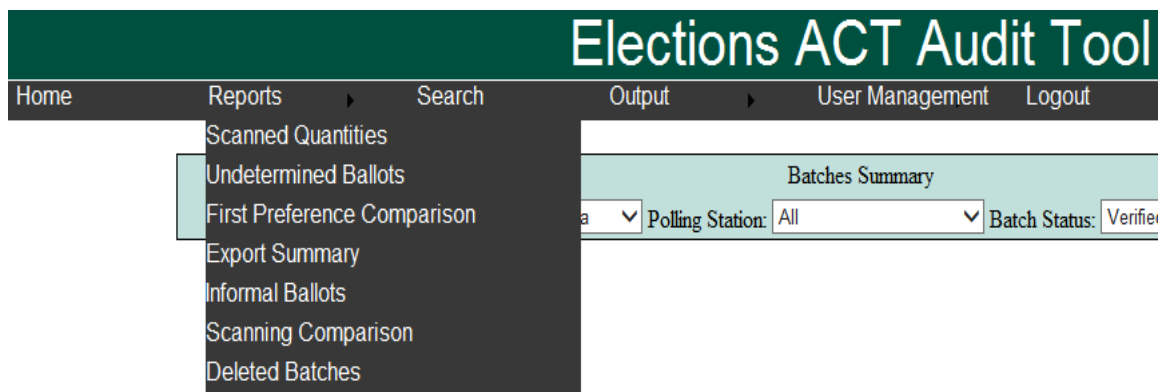 Elections ACT Audit Tool
Home Reports Search Output User Management Logout
Scanned Quantities
Undetermined Ballots
Batches Summary
First Preference Comparison
a Polling Station: All Batch Status: Verified
Export Summary
Informal Ballots
Scanning Comparison
Deleted Batches